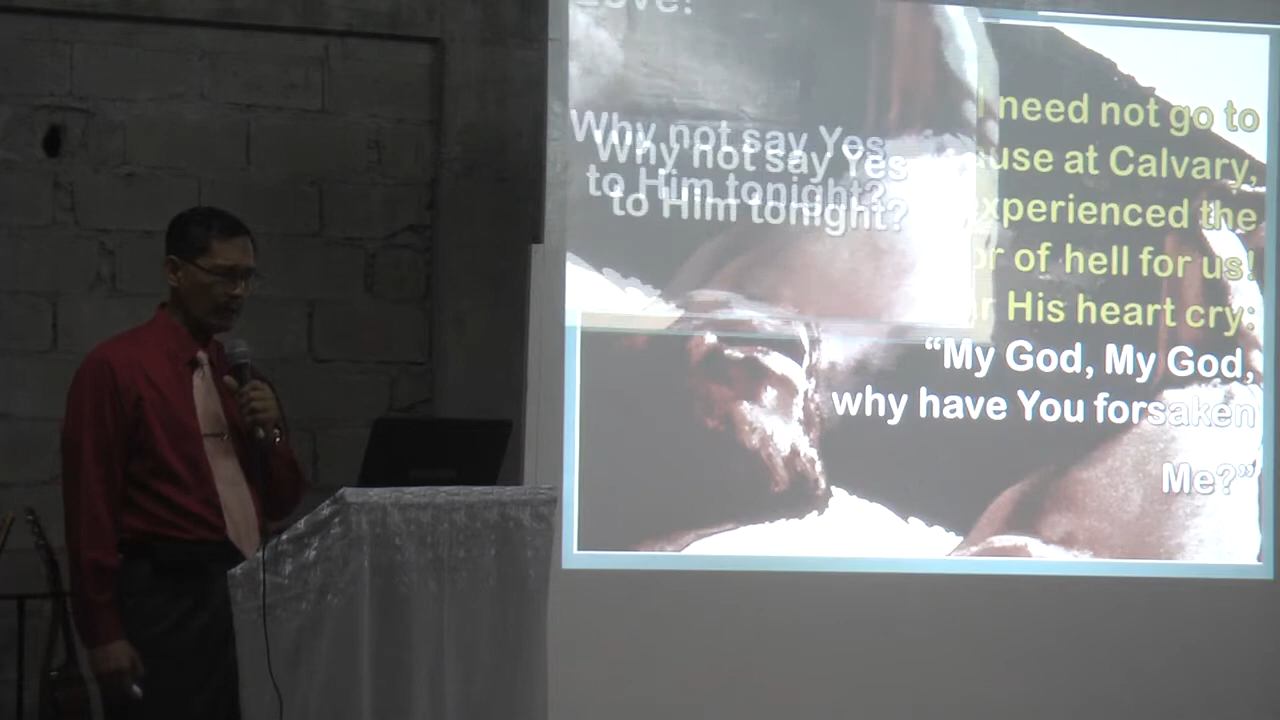 Love!
Why not say Yes
to Him tonight?
Why not say Yes
to Him tonight?
I need not go to
at Calvary,
experienced the
of hell for us!
His heart cry:
“My God, My God,
why have You forsaken
Me?”